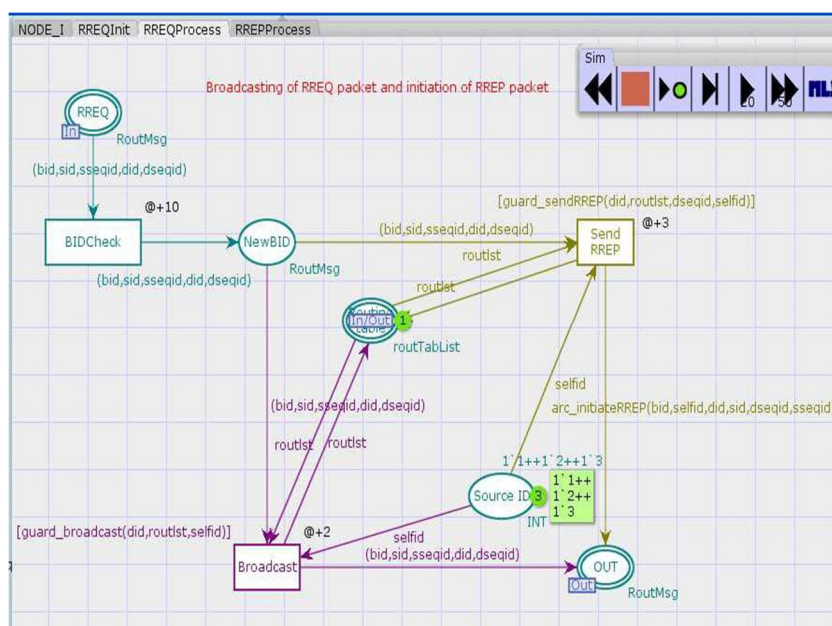 NODE_I RREQInit RREQProcess RREPProcess
Sim
Broadcasting of RREQ packet and initiation of RREP packet
20
50
ML
RREQ
In
RoutMsg
(bid,sid,sseqid,did,dseqid)
[guard_sendRREP(did,routlst,dseqid,selfid)]
@+10
@+3
BIDCheck
NewBID
(bid,sid,sseqid,did,dseqid)
Send
RREP
RoutMsg
(bid,sid,sseqid,did,dseqid)
routlst
routlst
Routing
In/Out
table
1
routTabList
selfid
(bid,sid,sseqid,did,dseqid)
arc_initiateRREP(bid,selfid,did,sid,dseqid,sseqid
routlst
routlst
1`1++1`2++1`3
Source ID
3
1`1++
1`2++
1`3
INT
[guard_broadcast(did,routlst,selfid)]
@+2
selfid
(bid,sid,sseqid,did,dseqid)
Broadcast
OUT
Out
RoutMsg